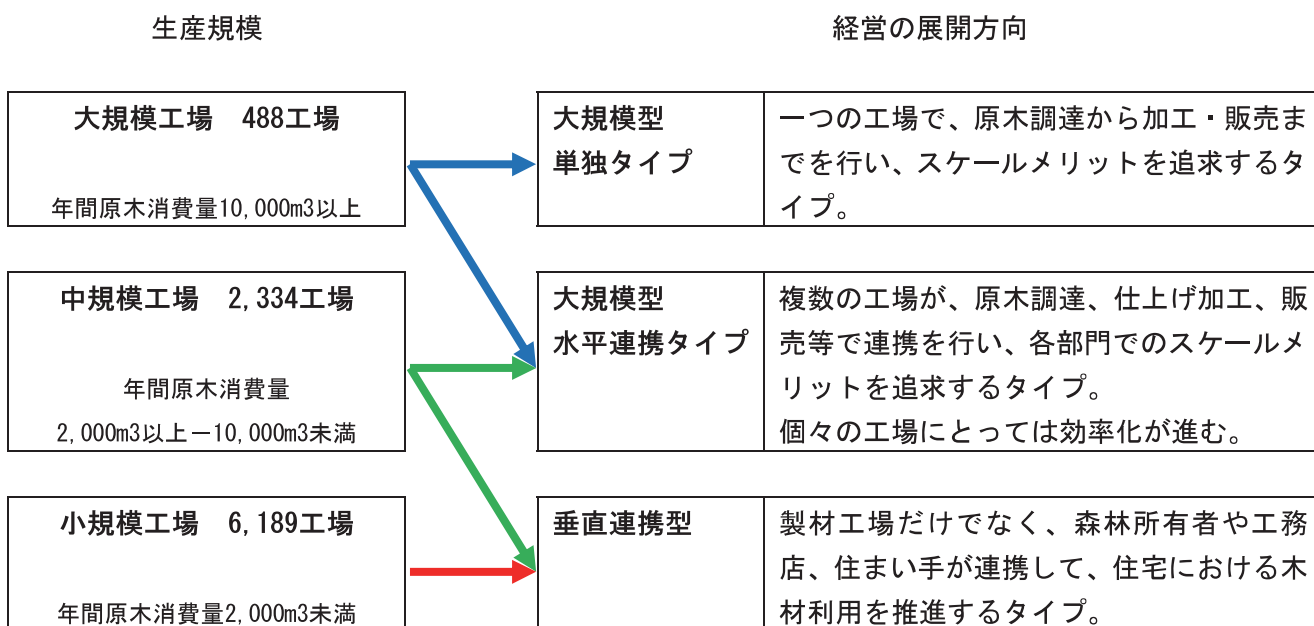 生産規模
経営の展開方向
大規模工場 488工場
年間原木消費量10,000m3以上
大規模型
単独タイプ
一つの工場で、原木調達から加工・販売ま
でを行い、スケールメリットを追求するタ
イプ。
中規模工場 2,334工場
年間原木消費量
2,000m3以上－10,000m3未満
大規模型
水平連携タイプ
複数の工場が、原木調達、仕上げ加工、販
売等で連携を行い、各部門でのスケールメ
リットを追求するタイプ。
個々の工場にとっては効率化が進む。
小規模工場 6,189工場
年間原木消費量2,000m3未満
垂直連携型
製材工場だけでなく、森林所有者や工務
店、住まい手が連携して、住宅における木
材利用を推進するタイプ。